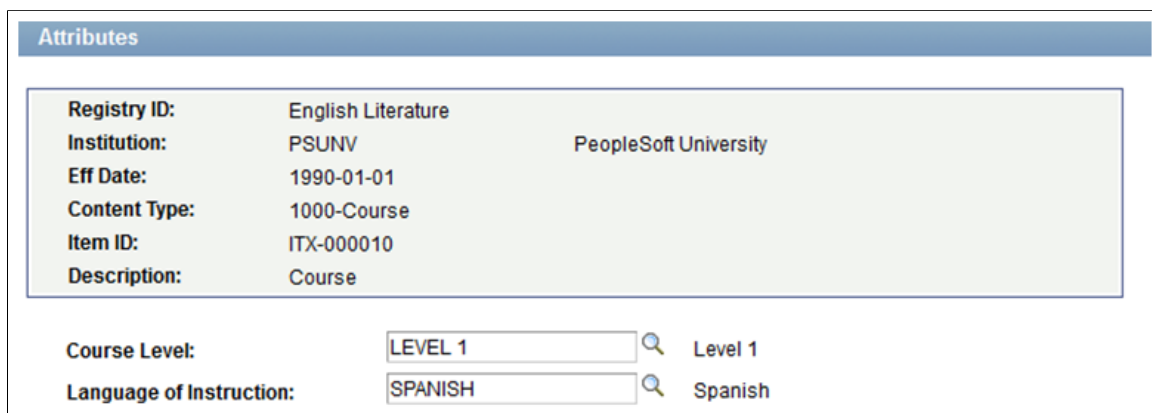 Attributes
Registry ID: English Literature
Institution: PSUNV PeopleSoft University
Eff Date: 1990-01-01
Content Type: 1000-Course
Item ID: ITX-000010
Description: Course
Course Level: LEVEL 1 Level 1
Language of Instruction: SPANISH Spanish